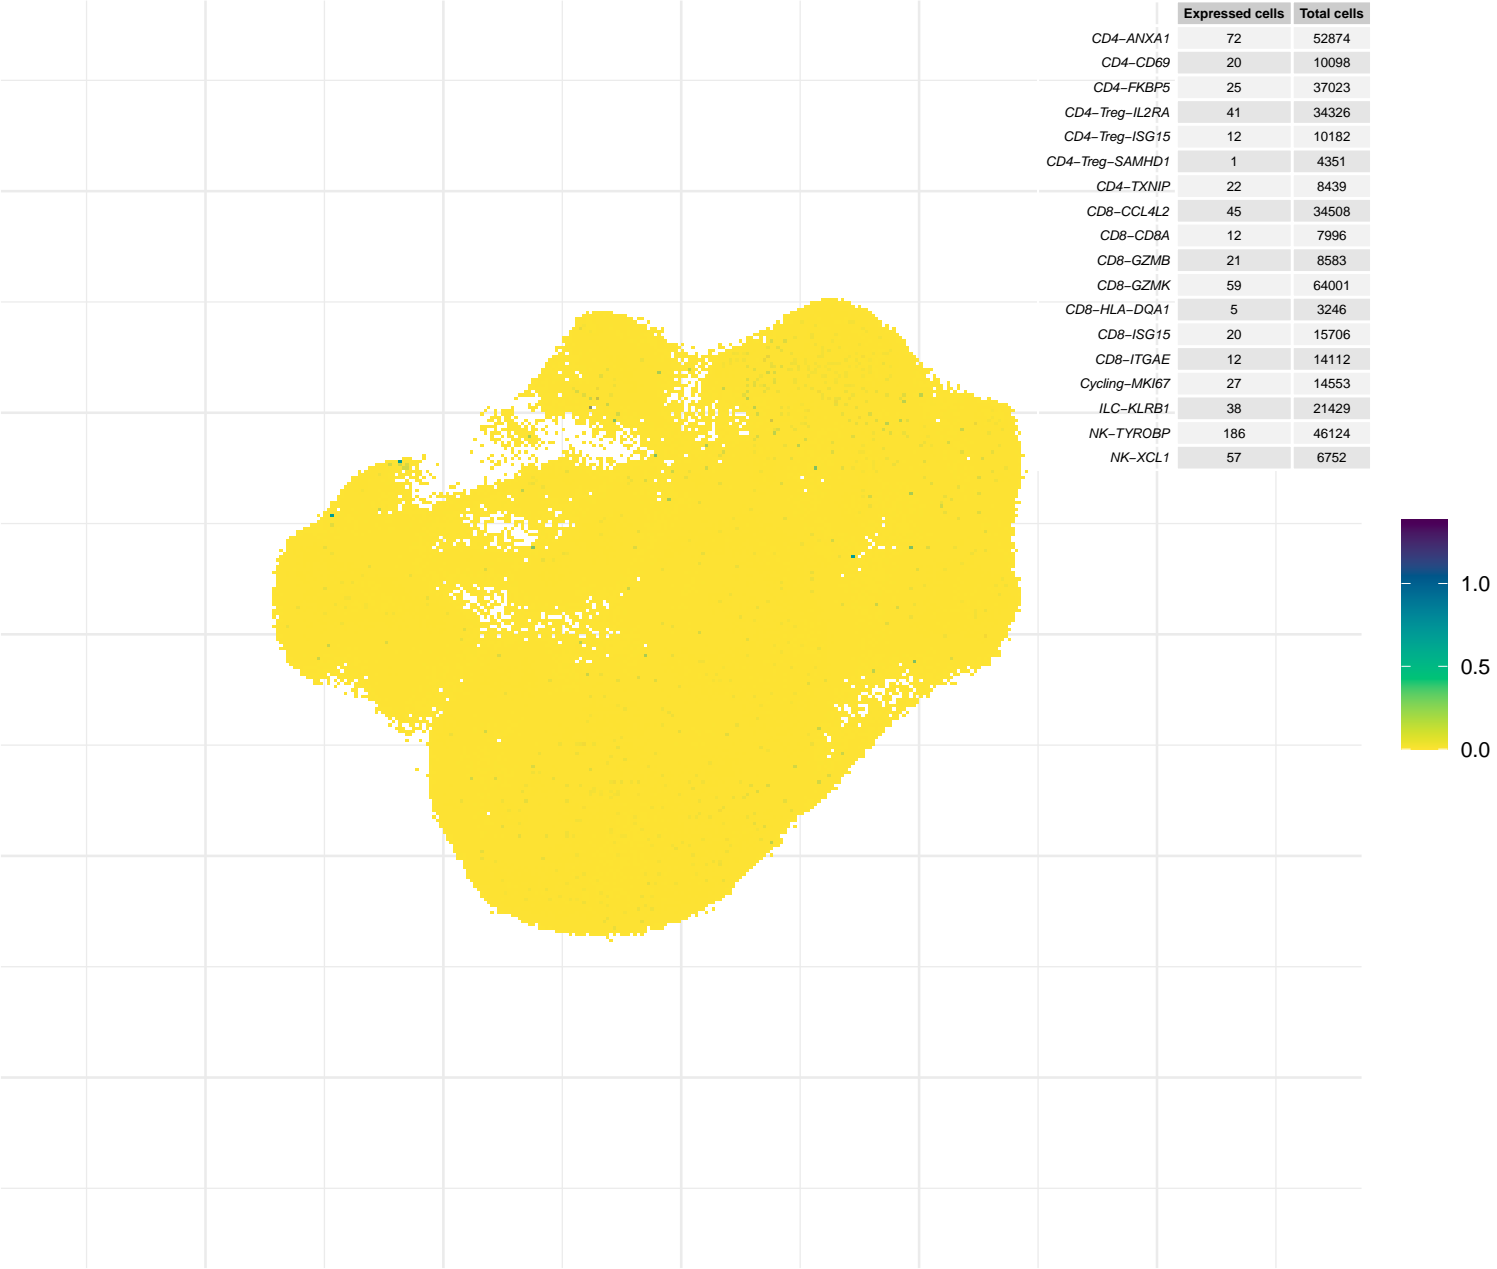 Expressed cells Total cells
CD4−ANXA1 72 52874
CD4−CD69 20 10098
CD4−FKBP5 25 37023
CD4−Treg−IL2RA 41 34326
CD4−Treg−ISG15 12 10182
CD4−Treg−SAMHD1 1 4351
CD4−TXNIP 22 8439
CD8−CCL4L2 45 34508
CD8−CD8A 12 7996
CD8−GZMB 21 8583
CD8−GZMK 59 64001
CD8−HLA−DQA1 5 3246
CD8−ISG15 20 15706
CD8−ITGAE 12 14112
Cycling−MKI67 27 14553
ILC−KLRB1 38 21429
NK−TYROBP 186 46124
NK−XCL1 57 6752
1.0
0.5
0.0